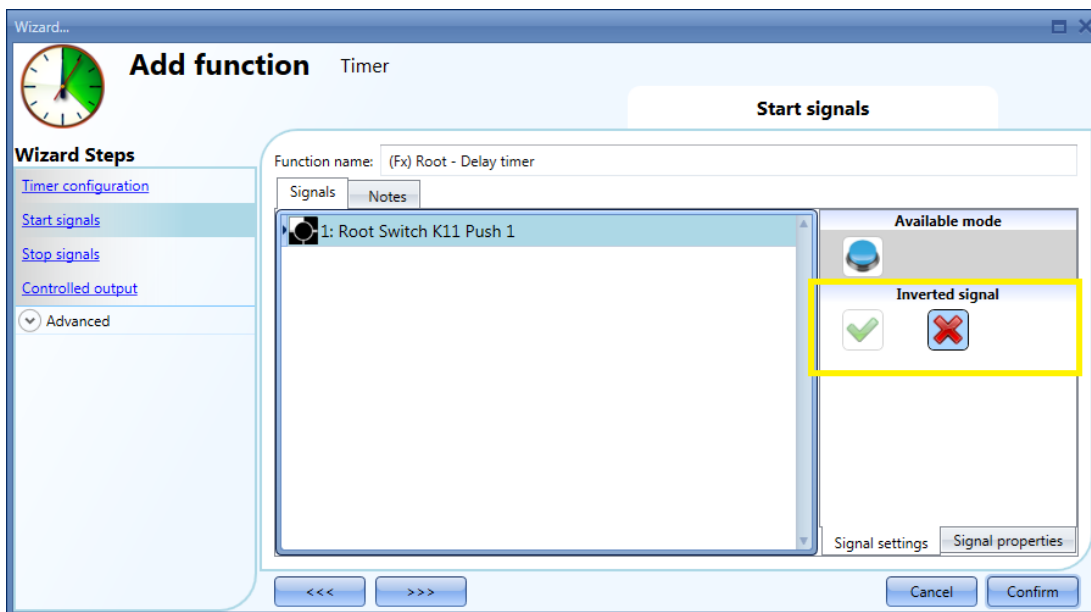 Wizard...
Add function Timer
Start signals
Wizard Steps
Timer configuration
Start signals
Stop signals
Controlled output
Advanced
Function name: (Fx) Root - Delay timer
Signals Notes
1: Root Switch K11 Push 1
Available mode
Inverted signal
Signal settings Signal properties
<<< >>> Cancel Confirm